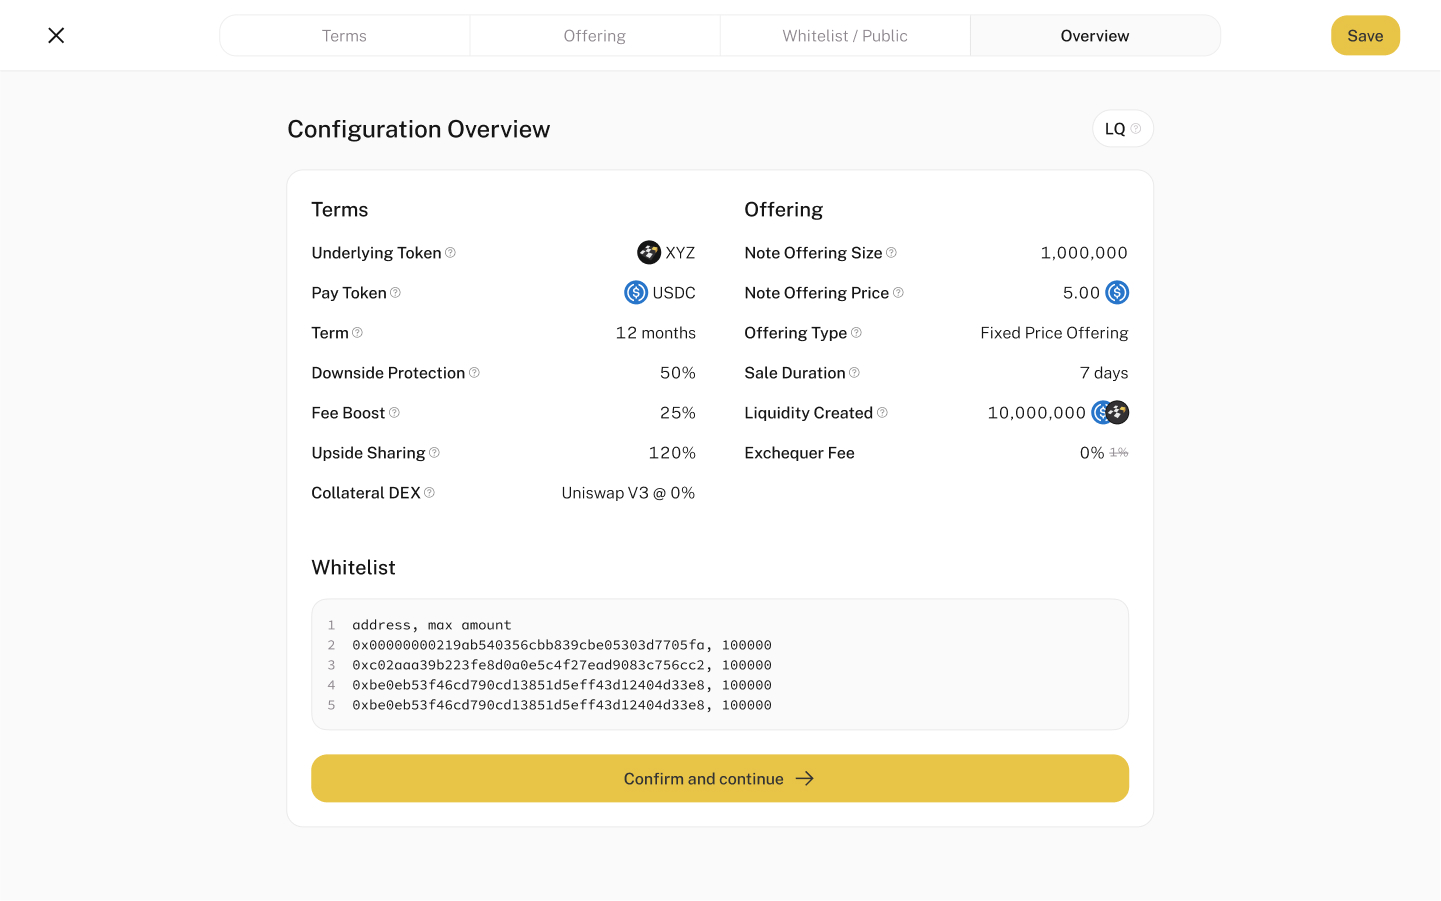 Terms
Offering
Whitelist / Public
Overview
Save
Configuration Overview
LQ
Terms
Underlying Token XYZ
Pay Token USDC
Term 12 months
Downside Protection 50%
Fee Boost 25%
Upside Sharing 120%
Collateral DEX Uniswap V3 @ 0%
Offering
Note Offering Size 1,000,000
Note Offering Price 5.00
Offering Type Fixed Price Offering
Sale Duration 7 days
Liquidity Created 10,000,000
Exchequer Fee 0% 1%
Whitelist
1 address, max amount
2 0x00000000219ab540356cbb839cbe05303d7705fa, 100000
3 0xc02aaa39b223fe8d0a0e5c4f27ead9083c756cc2, 100000
4 0xbe0eb53f46cd790cd13851d5eff43d12404d33e8, 100000
5 0xbe0eb53f46cd790cd13851d5eff43d12404d33e8, 100000
Confirm and continue